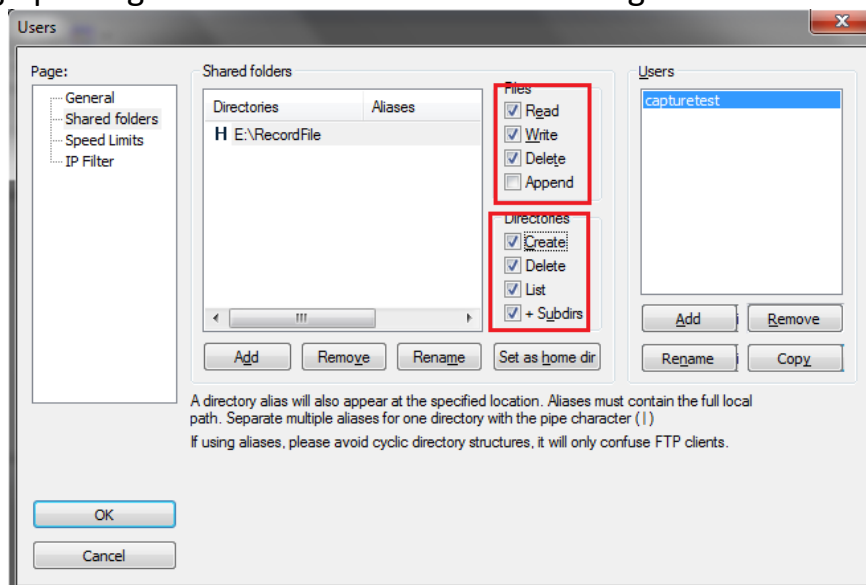 Users
Page:
General
Shared folders
Speed Limits
IP Filter
Shared folders
Directories Aliases
H E:\RecordFile
Files
Read
Write
Delete
Append
Directories
Create
Delete
List
+ Subdirs
Add Remove Rename Set as home dir
Users
capturetest
Add Remove
Rename Copy
A directory alias will also appear at the specified location. Aliases must contain the full local
path. Separate multiple aliases for one directory with the pipe character (|)
If using aliases, please avoid cyclic directory structures, it will only confuse FTP clients.
OK
Cancel